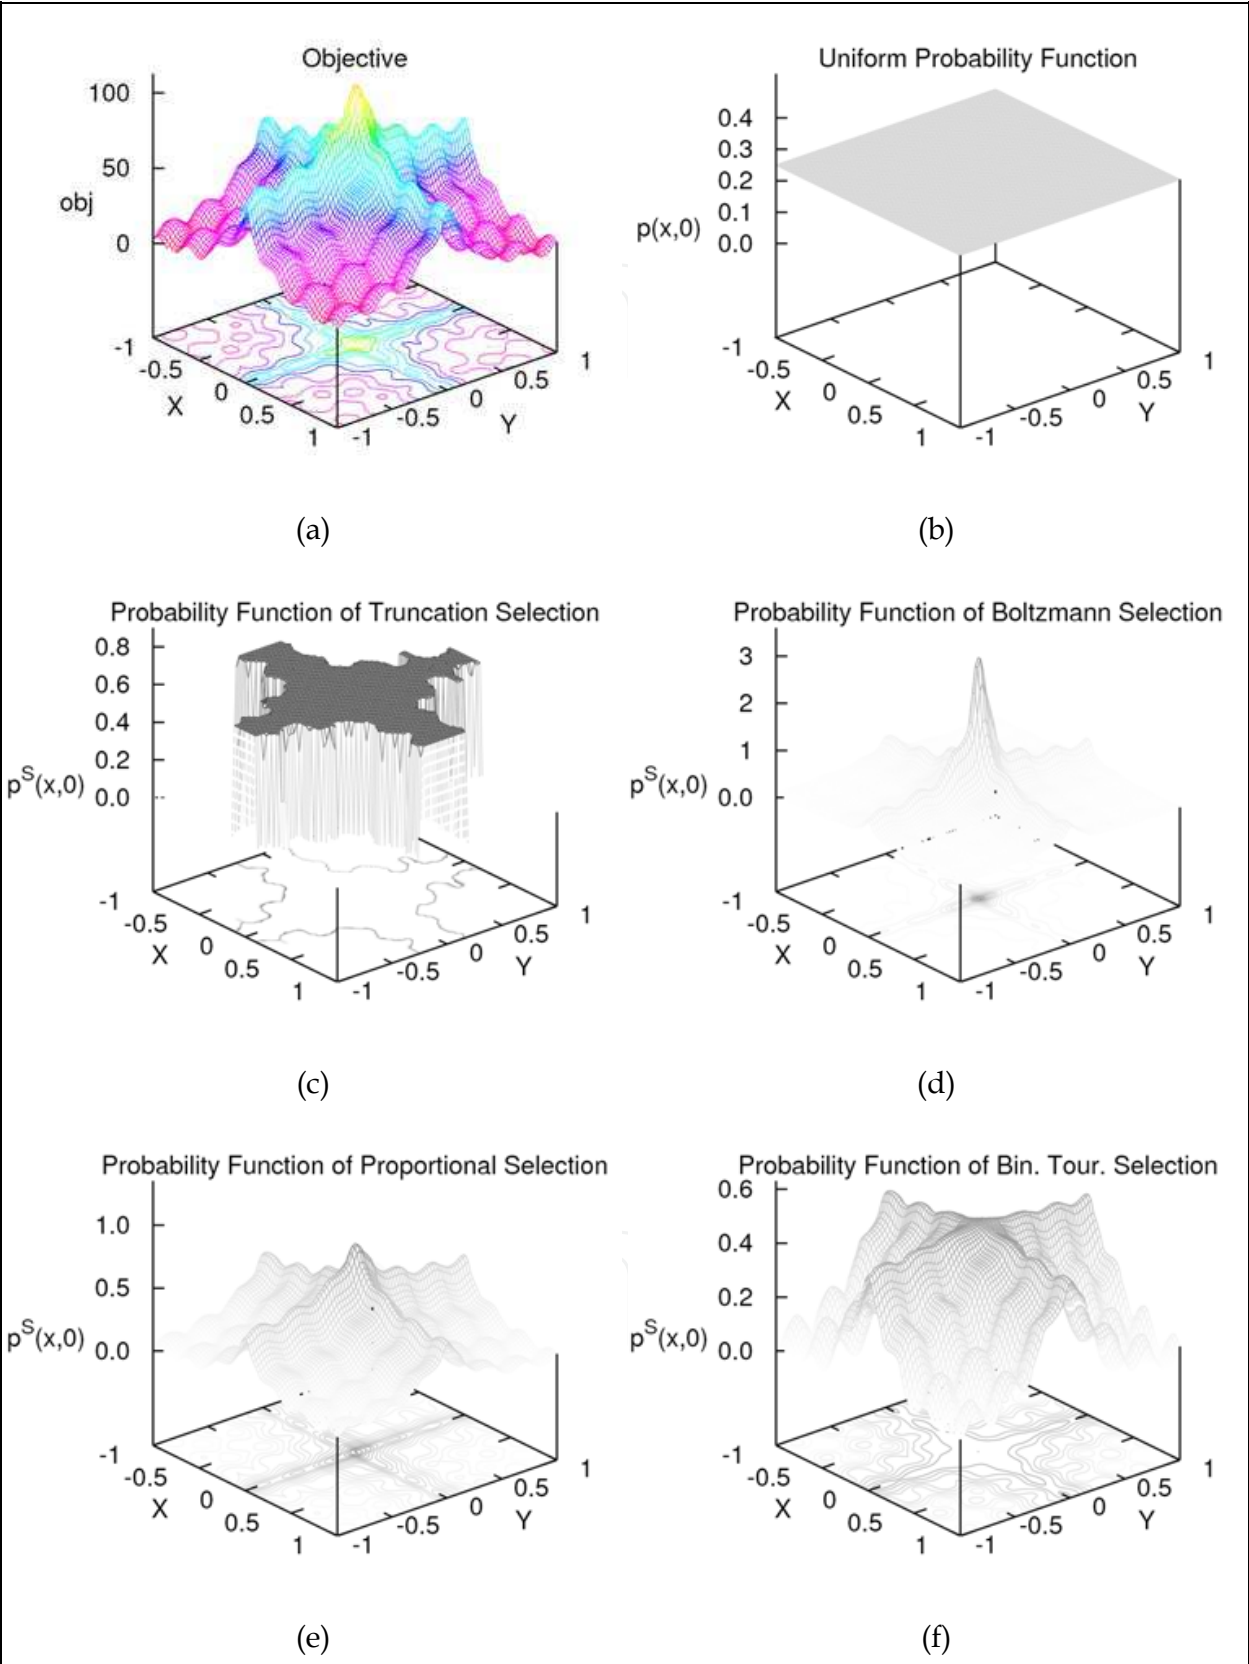 Objective
100
50
obj
0
-1
-0.5
X
0
0.5
1
-1
-0.5
0
Y
0.5
1
(a)
Uniform Probability Function
0.4
0.3
0.2
0.1
p(x,0)
0.0
-1
-0.5
X
0
0.5
1
-1
-0.5
0
Y
0.5
1
(b)
Probability Function of Truncation Selection
0.8
0.6
0.4
0.2
p^S(x,0)
0.0
-1
-0.5
X
0
0.5
1
-1
-0.5
0
Y
0.5
1
(c)
Probability Function of Boltzmann Selection
3
2
1
p^S(x,0)
0.0
-1
-0.5
X
0
0.5
1
-1
-0.5
0
Y
0.5
1
(d)
Probability Function of Proportional Selection
1.0
0.5
p^S(x,0)
0.0
-1
-0.5
X
0
0.5
1
-1
-0.5
0
Y
0.5
1
(e)
Probability Function of Bin. Tour. Selection
0.6
0.4
0.2
p^S(x,0)
0.0
-1
-0.5
X
0
0.5
1
-1
-0.5
0
Y
0.5
1
(f)